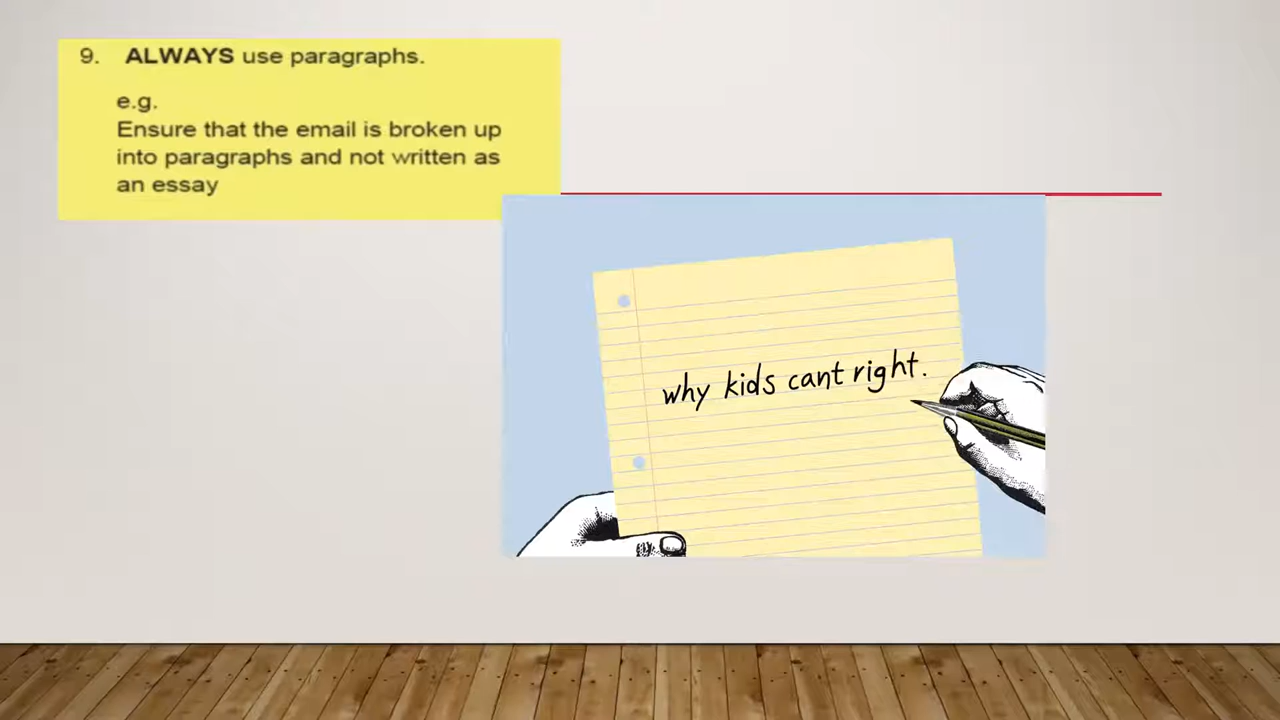 9. ALWAYS use paragraphs.
e.g.
Ensure that the email is broken up
into paragraphs and not written as
an essay
why kids cant right.